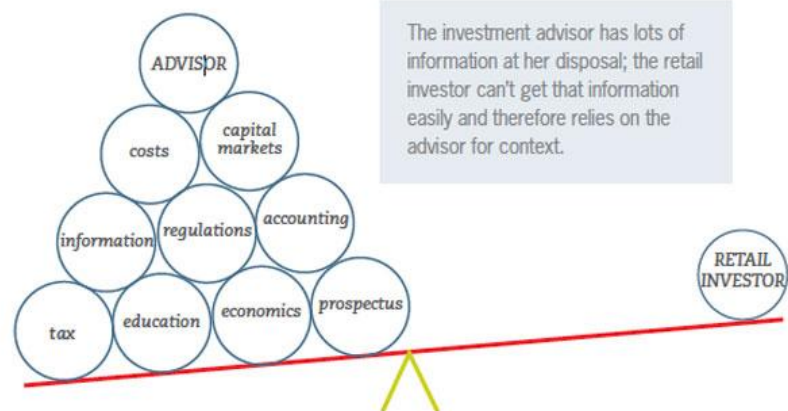 ADVISOR
The investment advisor has lots of
information at her disposal; the retail
investor can't get that information
easily and therefore relies on the
advisor for context.
costs
capital
markets
information
regulations
accounting
tax
education
economics
prospectus
RETAIL
INVESTOR